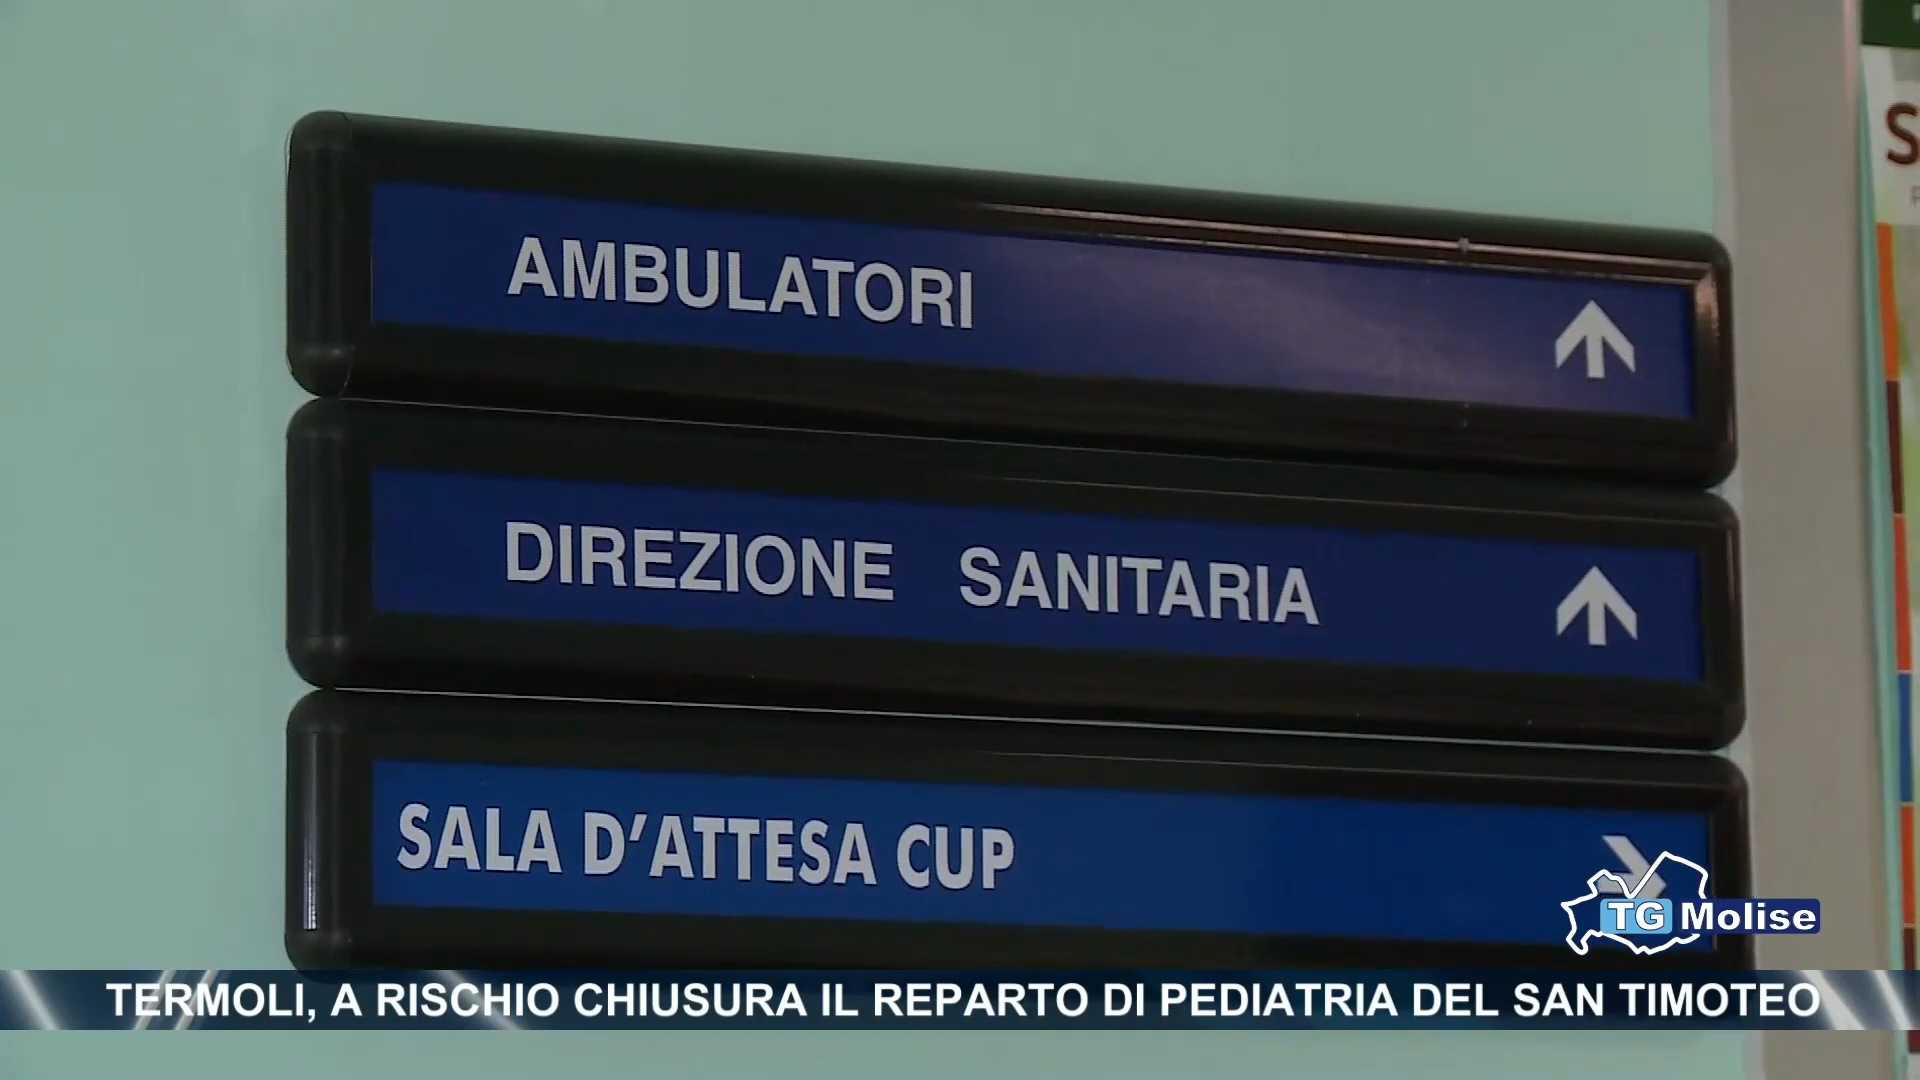 AMBULATORI
DIREZIONE SANITARIA
SALA D'ATTESA CUP
TG Molise
TERMOLI, A RISCHIO CHIUSURA IL REPARTO DI PEDIATRIA DEL SAN TIMOTEO